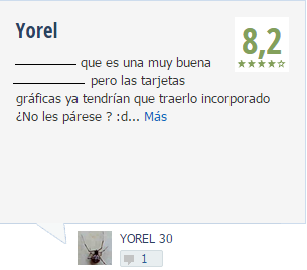 Yorel
8,2
que es una muy buena
pero las tarjetas
gráficas ya tendrían que traerlo incorporado
¿No les párese ? :d... Más
YOREL 30
1